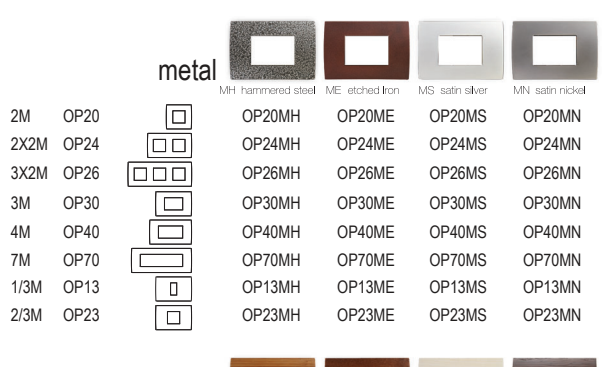 metal
MH hammered steel ME etched Iron MS satin silver MN satin nickel
2M OP20 OP20MH OP20ME OP20MS OP20MN
2X2M OP24 OP24MH OP24ME OP24MS OP24MN
3X2M OP26 OP26MH OP26ME OP26MS OP26MN
3M OP30 OP30MH OP30ME OP30MS OP30MN
4M OP40 OP40MH OP40ME OP40MS OP40MN
7M OP70 OP70MH OP70ME OP70MS OP70MN
1/3M OP13 OP13MH OP13ME OP13MS OP13MN
2/3M OP23 OP23MH OP23ME OP23MS OP23MN